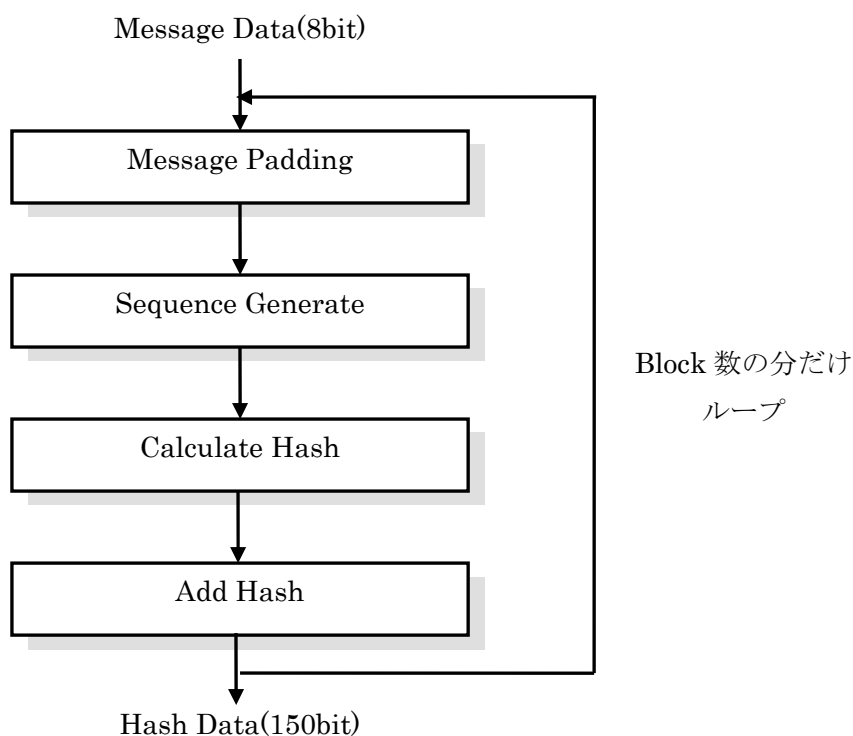 Message Data(8bit)
Message Padding
Sequence Generate
Calculate Hash
Add Hash
Block 数の分だけ
ループ
Hash Data(150bit)